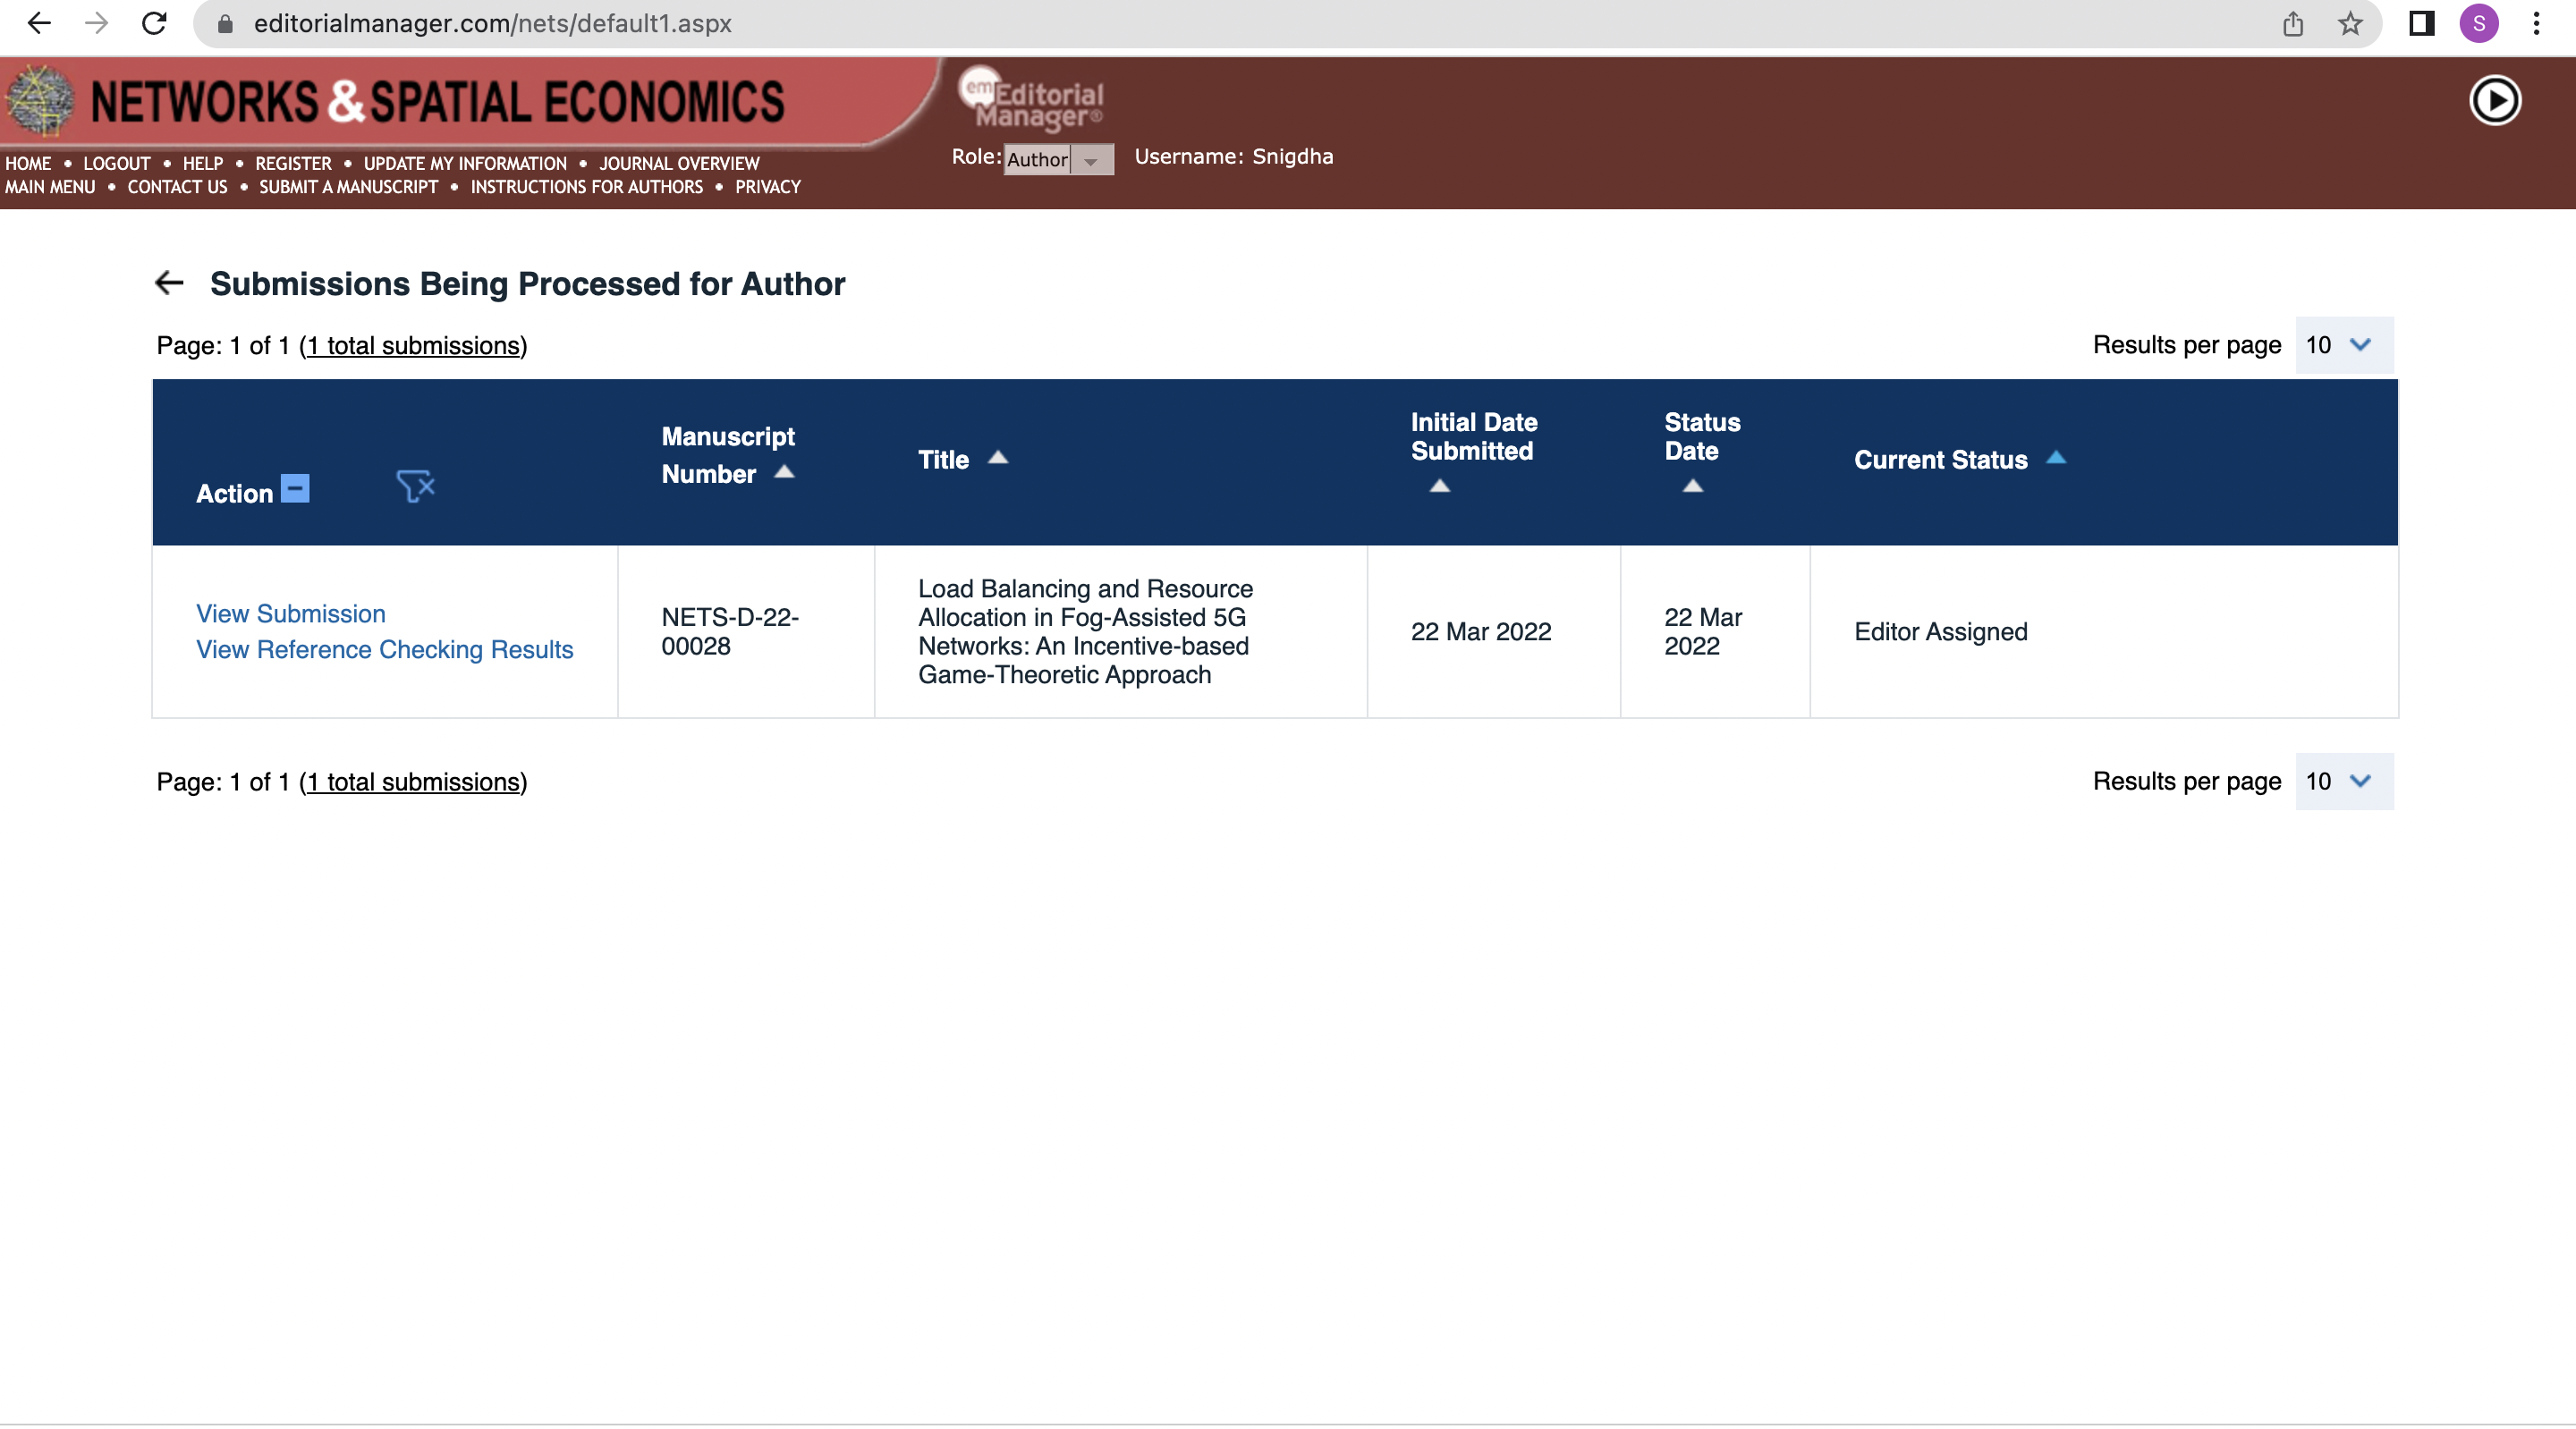 editorialmanager.com/nets/default1.aspx
S
NETWORKS & SPATIAL ECONOMICS
em Editorial
Manager®
HOME • LOGOUT • HELP • REGISTER • UPDATE MY INFORMATION • JOURNAL OVERVIEW
MAIN MENU • CONTACT US • SUBMIT A MANUSCRIPT • INSTRUCTIONS FOR AUTHORS • PRIVACY
Role: Author Username: Snigdha
Submissions Being Processed for Author
Page: 1 of 1 (1 total submissions)
Results per page 10
Action
Manuscript
Number
Title
Initial Date
Submitted
Status
Date
Current Status
View Submission
View Reference Checking Results
NETS-D-22-
00028
Load Balancing and Resource
Allocation in Fog-Assisted 5G
Networks: An Incentive-based
Game-Theoretic Approach
22 Mar 2022
22 Mar
2022
Editor Assigned
Page: 1 of 1 (1 total submissions)
Results per page 10